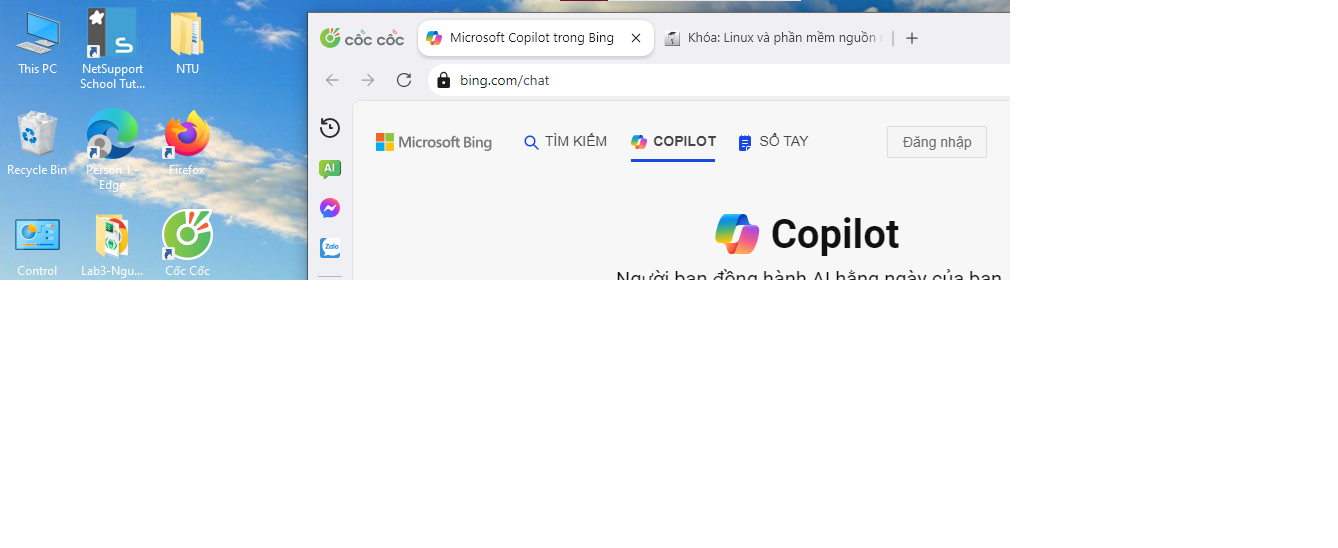 This PC
NetSupport
School Tut...
NTU
Recycle Bin
Person 1 -
Edge
Firefox
Control
Lab3-Ngu...
Cốc Cốc
cốc cốc
Microsoft Copilot trong Bing
Khóa: Linux và phần mềm nguồn
bing.com/chat
AI
Zalo
Microsoft Bing
TÌM KIẾM
COPILOT
SỔ TAY
Đăng nhập
Copilot
Người bạn đồng hành AI hằng ngày của bạn